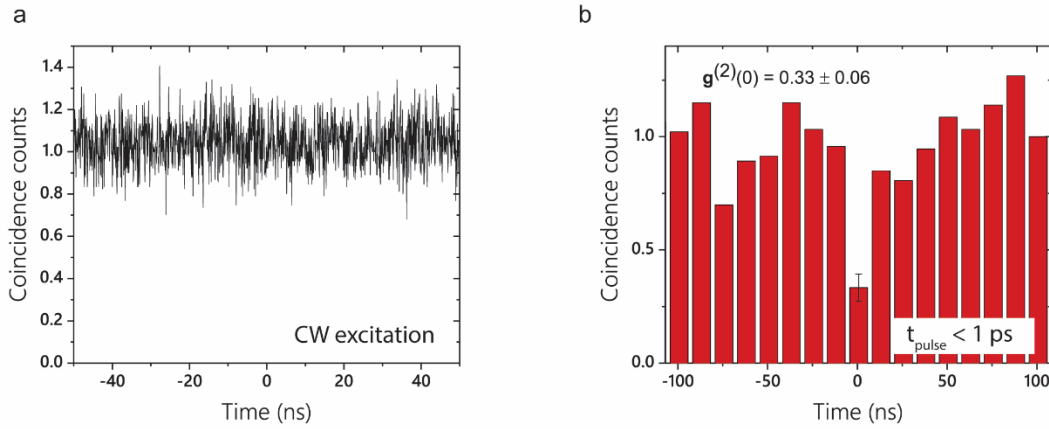 a
1.4
1.2
1.0
0.8
0.6
0.4
0.2
0.0
Coincidence counts
CW excitation
-40
-20
0
20
40
Time (ns)
b
g(2)(0) = 0.33 ± 0.06
1.0
0.5
0.0
Coincidence counts
tpulse < 1 ps
-100
-50
0
50
100
Time (ns)